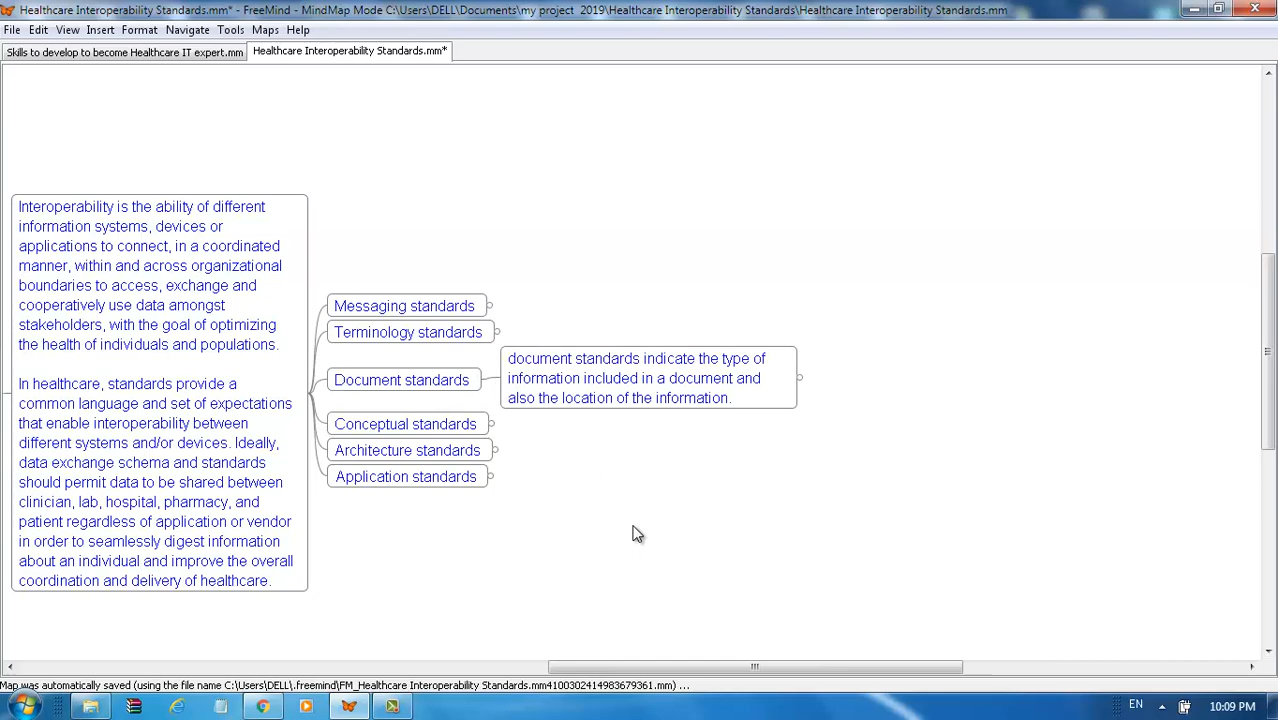 Healthcare Interoperability Standards.mm* - FreeMind - MindMap Mode C:\Users\DELL\Documents\my project  2019\Healthcare Interoperability Standards\Healthcare Interoperability Standards.mm
File Edit View Insert Format Navigate Tools Maps Help
Skills to develop to become Healthcare IT expert.mm Healthcare Interoperability Standards.mm*
Interoperability is the ability of different
information systems, devices or
applications to connect, in a coordinated
manner, within and across organizational
boundaries to access, exchange and
cooperatively use data amongst
stakeholders, with the goal of optimizing
the health of individuals and populations.
In healthcare, standards provide a
common language and set of expectations
that enable interoperability between
different systems and/or devices. Ideally,
data exchange schema and standards
should permit data to be shared between
clinician, lab, hospital, pharmacy, and
patient regardless of application or vendor
in order to seamlessly digest information
about an individual and improve the overall
coordination and delivery of healthcare.
Messaging standards
Terminology standards
Document standards
document standards indicate the type of
information included in a document and
also the location of the information.
Conceptual standards
Architecture standards
Application standards
Map was automatically saved (using the file name C:\Users\DELL\.freemind\FM_Healthcare Interoperability Standards.mm4100302414983679361.mm) ...
EN 10:09 PM